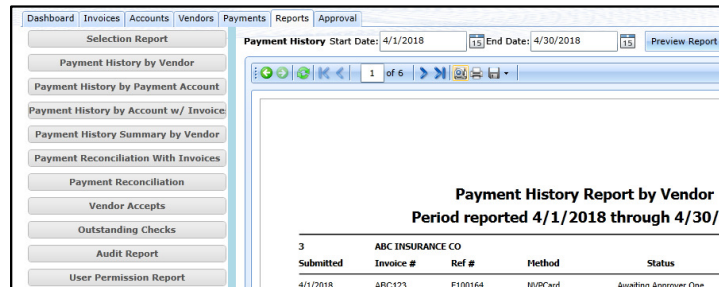 Dashboard Invoices Accounts Vendors Payments Reports Approval
Selection Report
Payment History by Vendor
Payment History by Payment Account
Payment History by Account w/ Invoice
Payment History Summary by Vendor
Payment Reconciliation With Invoices
Payment Reconciliation
Vendor Accepts
Outstanding Checks
Audit Report
User Permission Report
Payment History Start Date: 4/1/2018 15 End Date: 4/30/2018 15 Preview Report
1 of 6
Payment History Report by Vendor
Period reported 4/1/2018 through 4/30/
3 ABC INSURANCE CO
Submitted Invoice # Ref # Method Status
4/1/2018 ABC123 E100164 NVPCard Awaiting Approver One